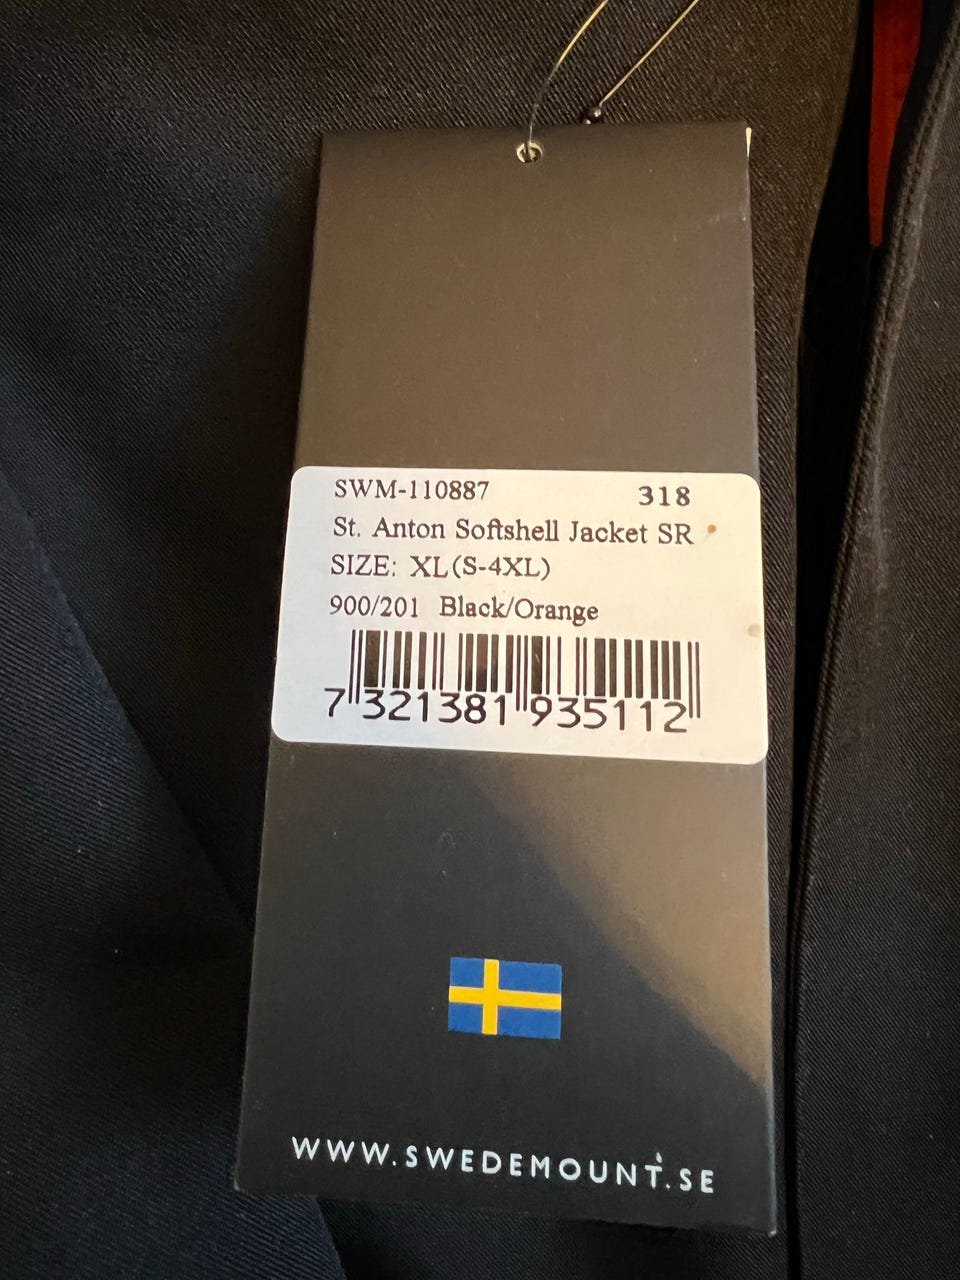 SWM-110887 318
St. Anton Softshell Jacket SR
SIZE: XL(S-4XL)
900/201 Black/Orange
7 321381 935112
WWW.SWEDEMOUNT.SE